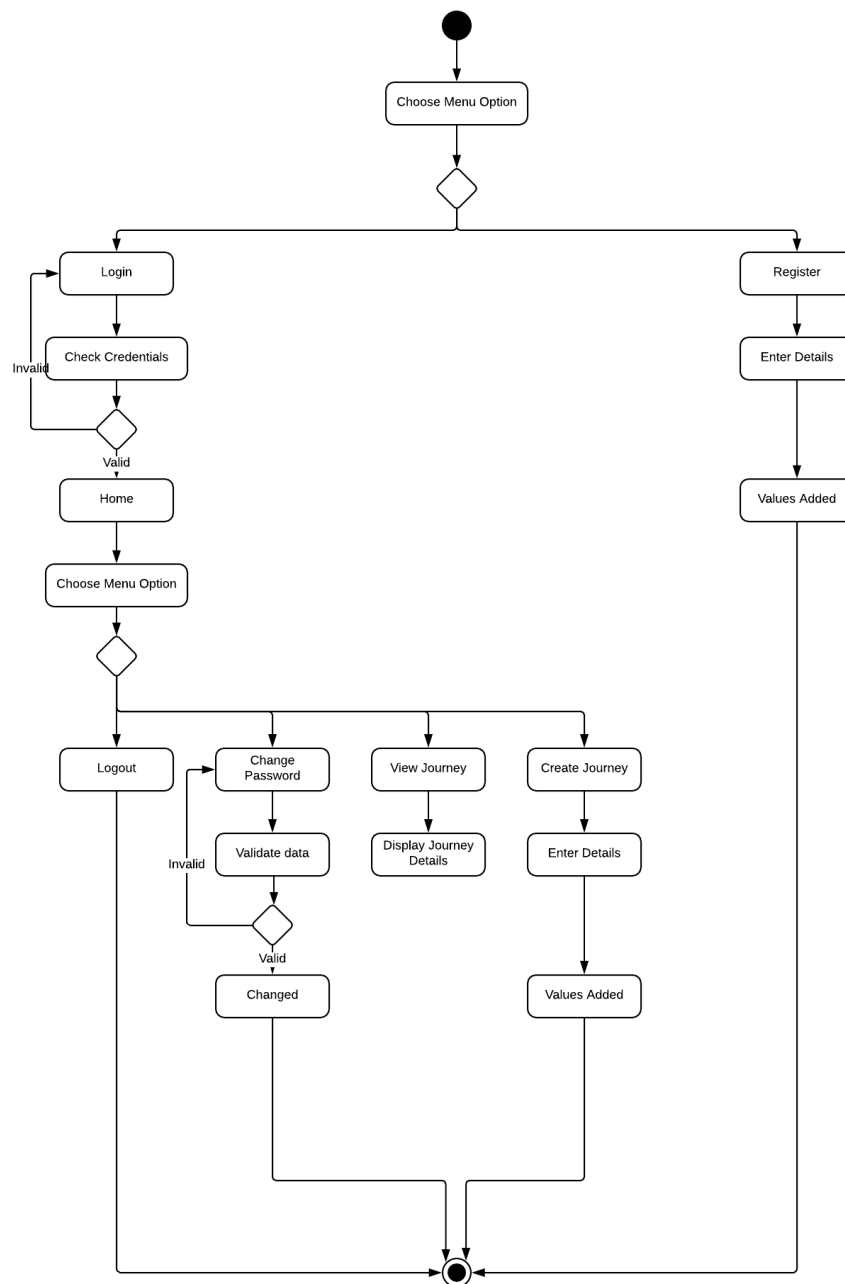 Choose Menu Option
Login
Register
Check Credentials
Enter Details
Invalid
Valid
Home
Values Added
Choose Menu Option
Logout
Change
Password
View Journey
Create Journey
Validate data
Display Journey
Details
Enter Details
Invalid
Valid
Changed
Values Added